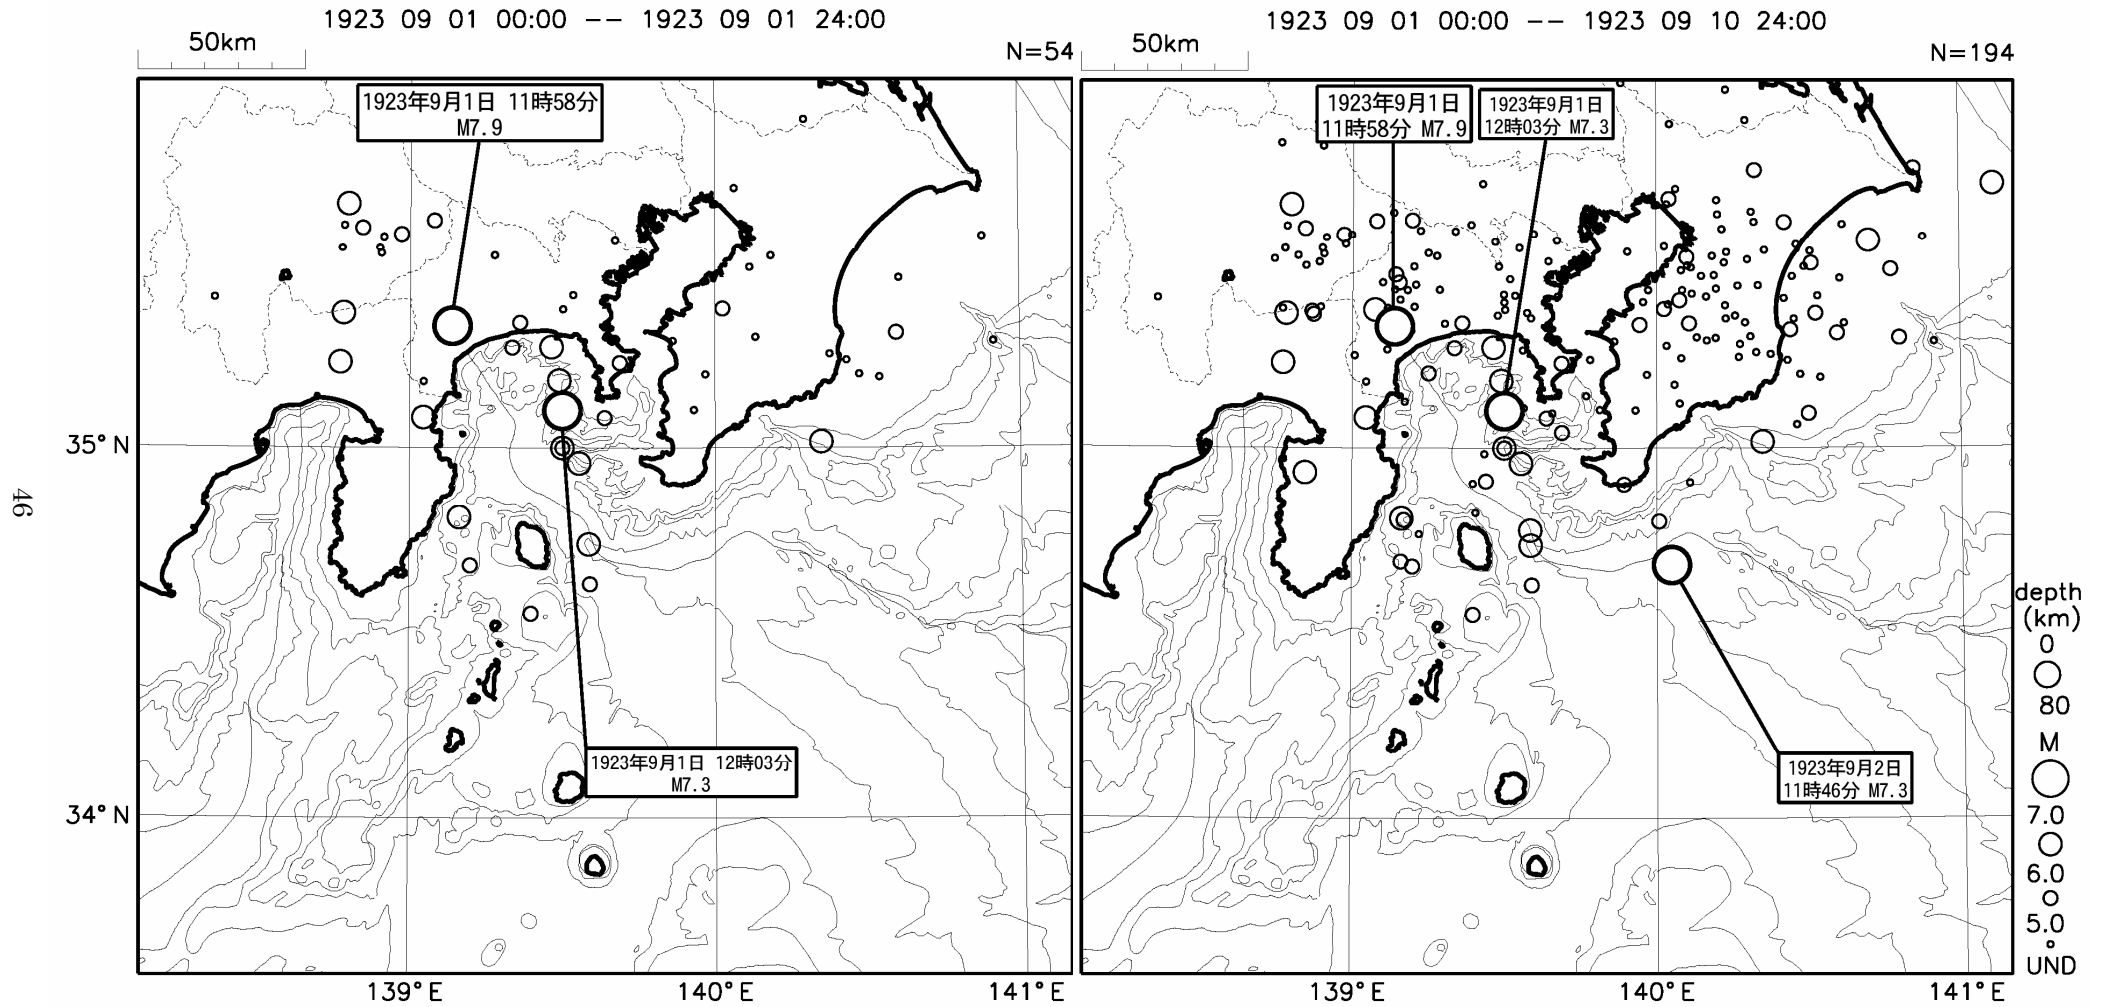 1923 09 01 00:00 -- 1923 09 01 24:00
50km
N=54
1923年9月1日 11時58分
M7.9
35°N
34°N
1923年9月1日 12時03分
M7.3
139°E
140°E
141°E
1923 09 01 00:00 -- 1923 09 10 24:00
50km
N=194
1923年9月1日
11時58分 M7.9
1923年9月1日
12時03分 M7.3
1923年9月2日
11時46分 M7.3
139°E
140°E
141°E
depth
(km)
0
80
M
7.0
6.0
5.0
UND
46